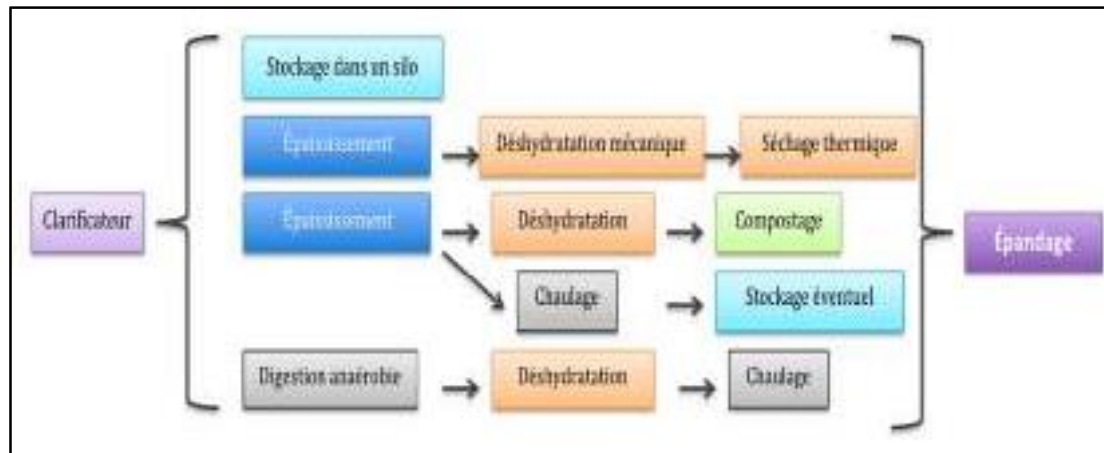 Stockage dans un silo
Épaississement
Déshydratation mécanique
Séchage thermique
Clarificateur
Épaississement
Déshydratation
Compostage
Épandage
Chaulage
Stockage éventuel
Digestion anaérobie
Déshydratation
Chaulage